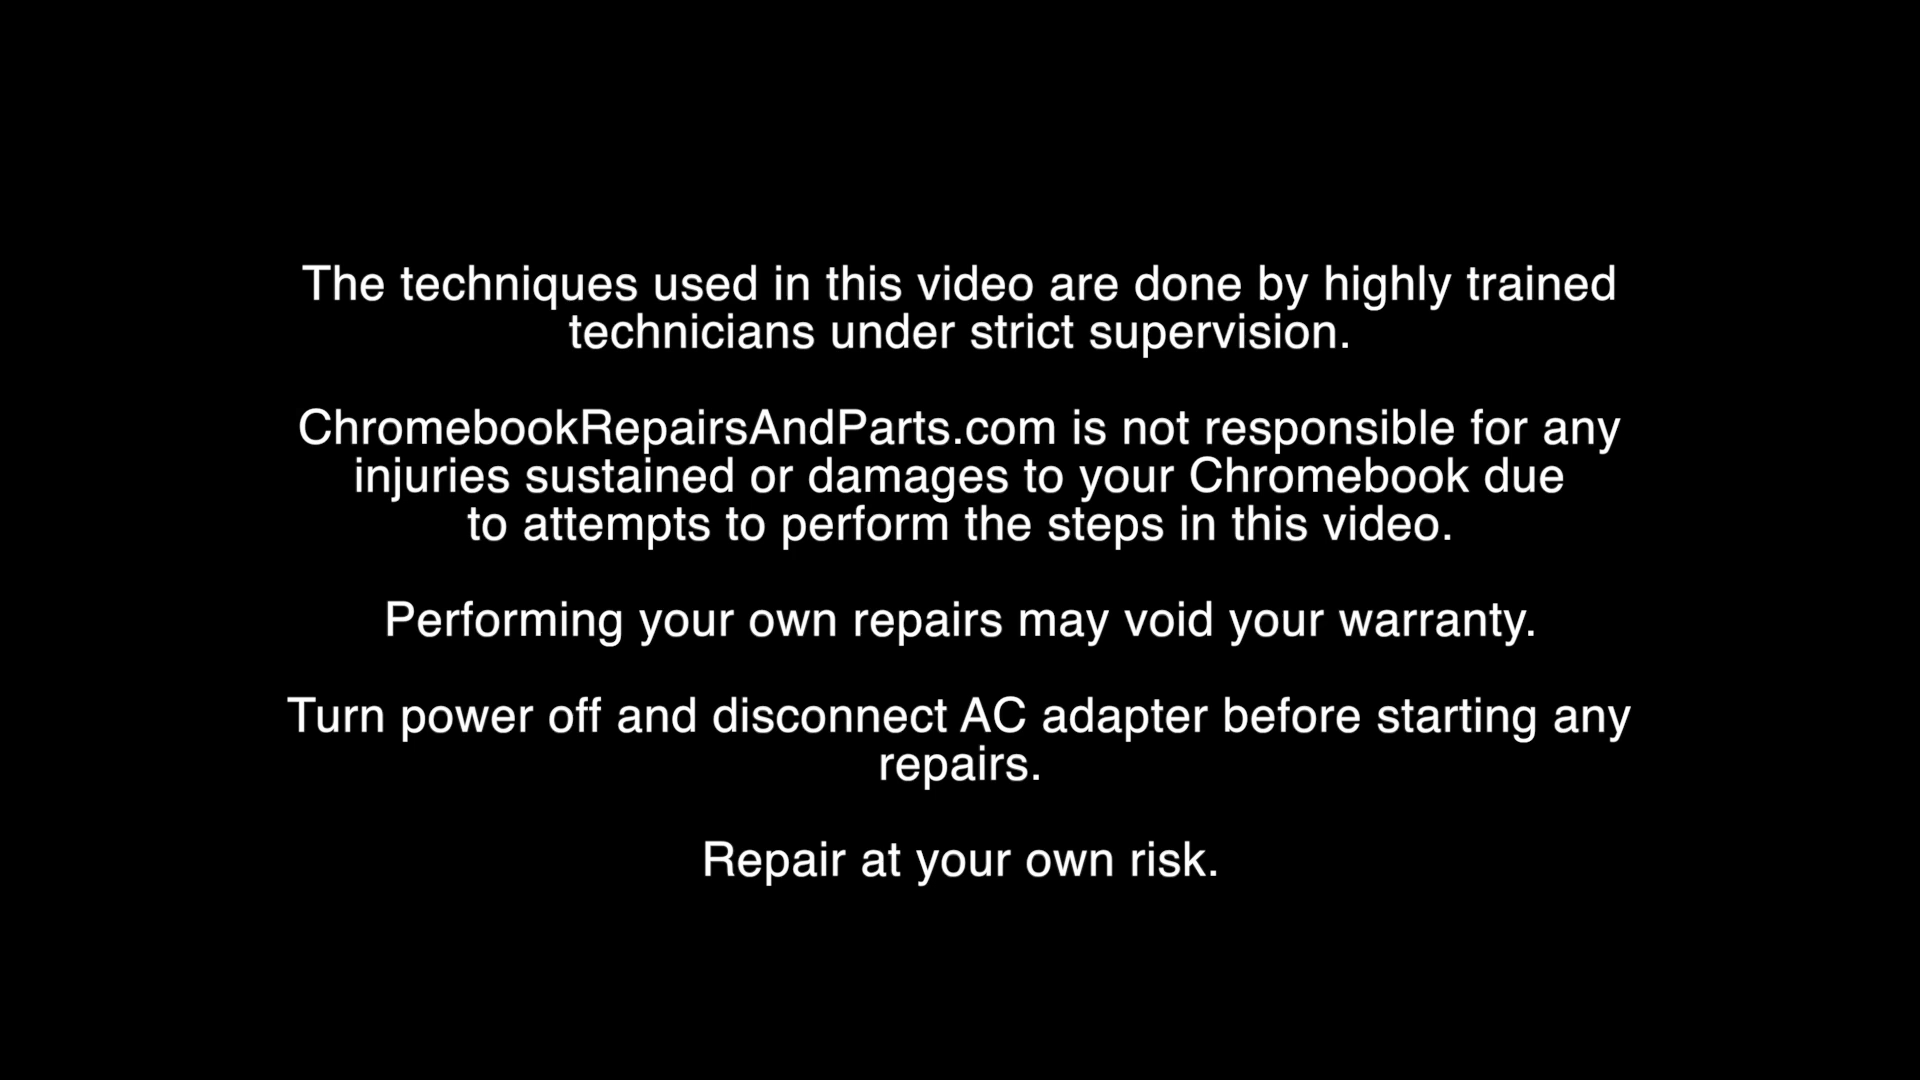 The techniques used in this video are done by highly trained
technicians under strict supervision.
ChromebookRepairsAndParts.com is not responsible for any
injuries sustained or damages to your Chromebook due
to attempts to perform the steps in this video.
Performing your own repairs may void your warranty.
Turn power off and disconnect AC adapter before starting any
repairs.
Repair at your own risk.